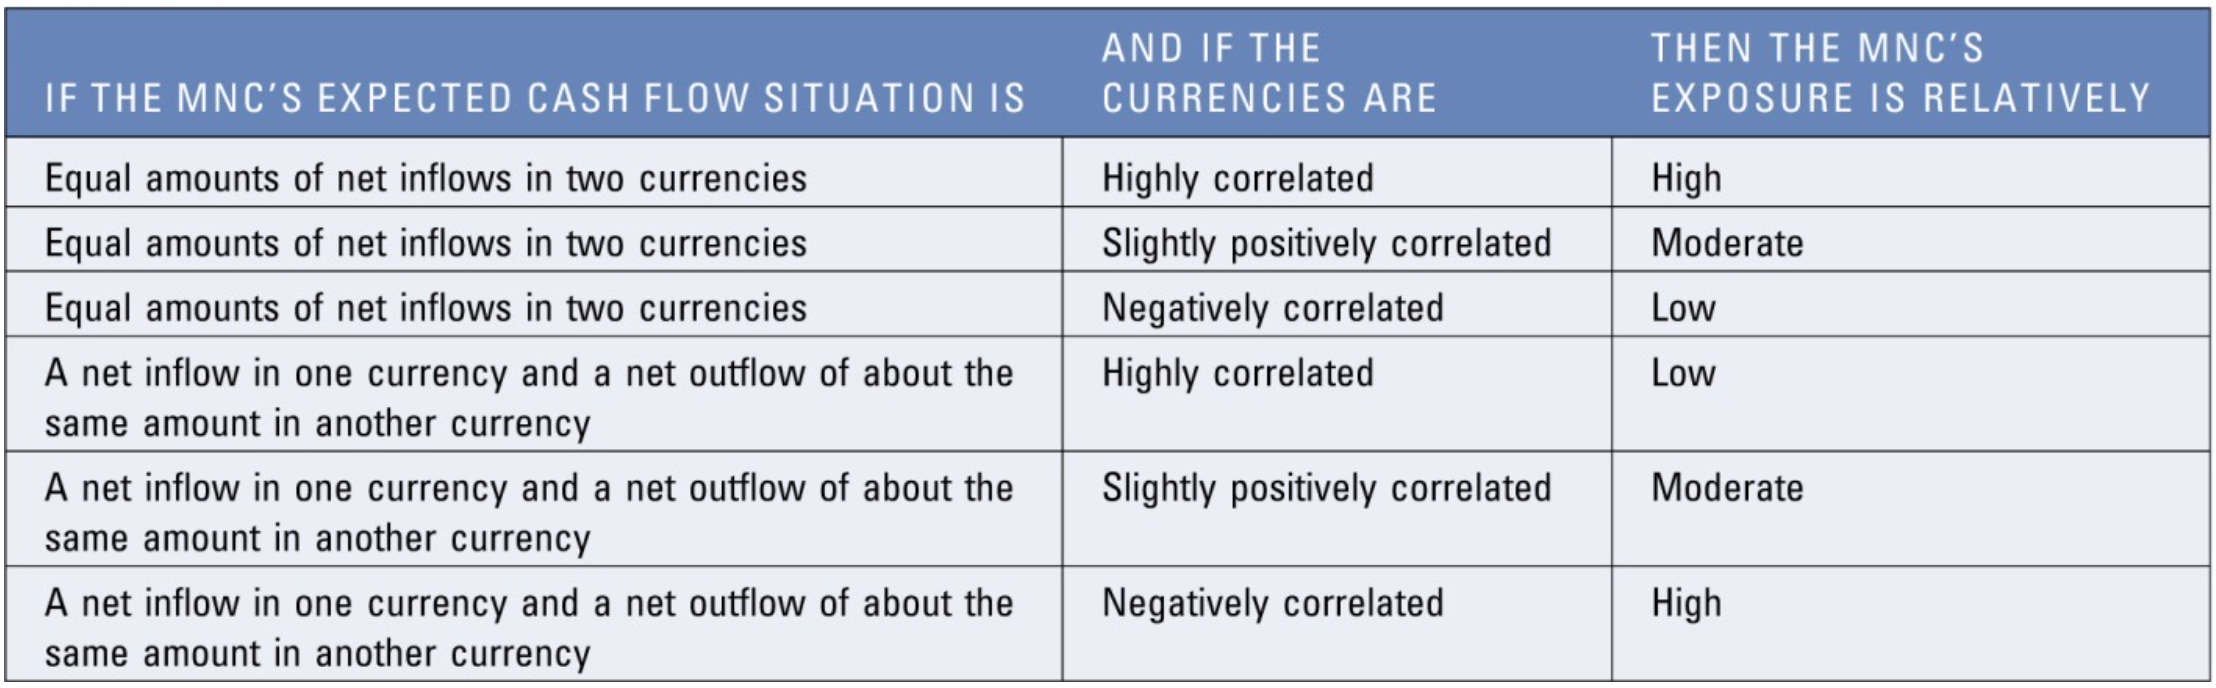 IF THE MNC'S EXPECTED CASH FLOW SITUATION IS
AND IF THE
CURRENCIES ARE
THEN THE MNC'S
EXPOSURE IS RELATIVELY
Equal amounts of net inflows in two currencies
Highly correlated
High
Equal amounts of net inflows in two currencies
Slightly positively correlated
Moderate
Equal amounts of net inflows in two currencies
Negatively correlated
Low
A net inflow in one currency and a net outflow of about the
same amount in another currency
Highly correlated
Low
A net inflow in one currency and a net outflow of about the
same amount in another currency
Slightly positively correlated
Moderate
A net inflow in one currency and a net outflow of about the
same amount in another currency
Negatively correlated
High